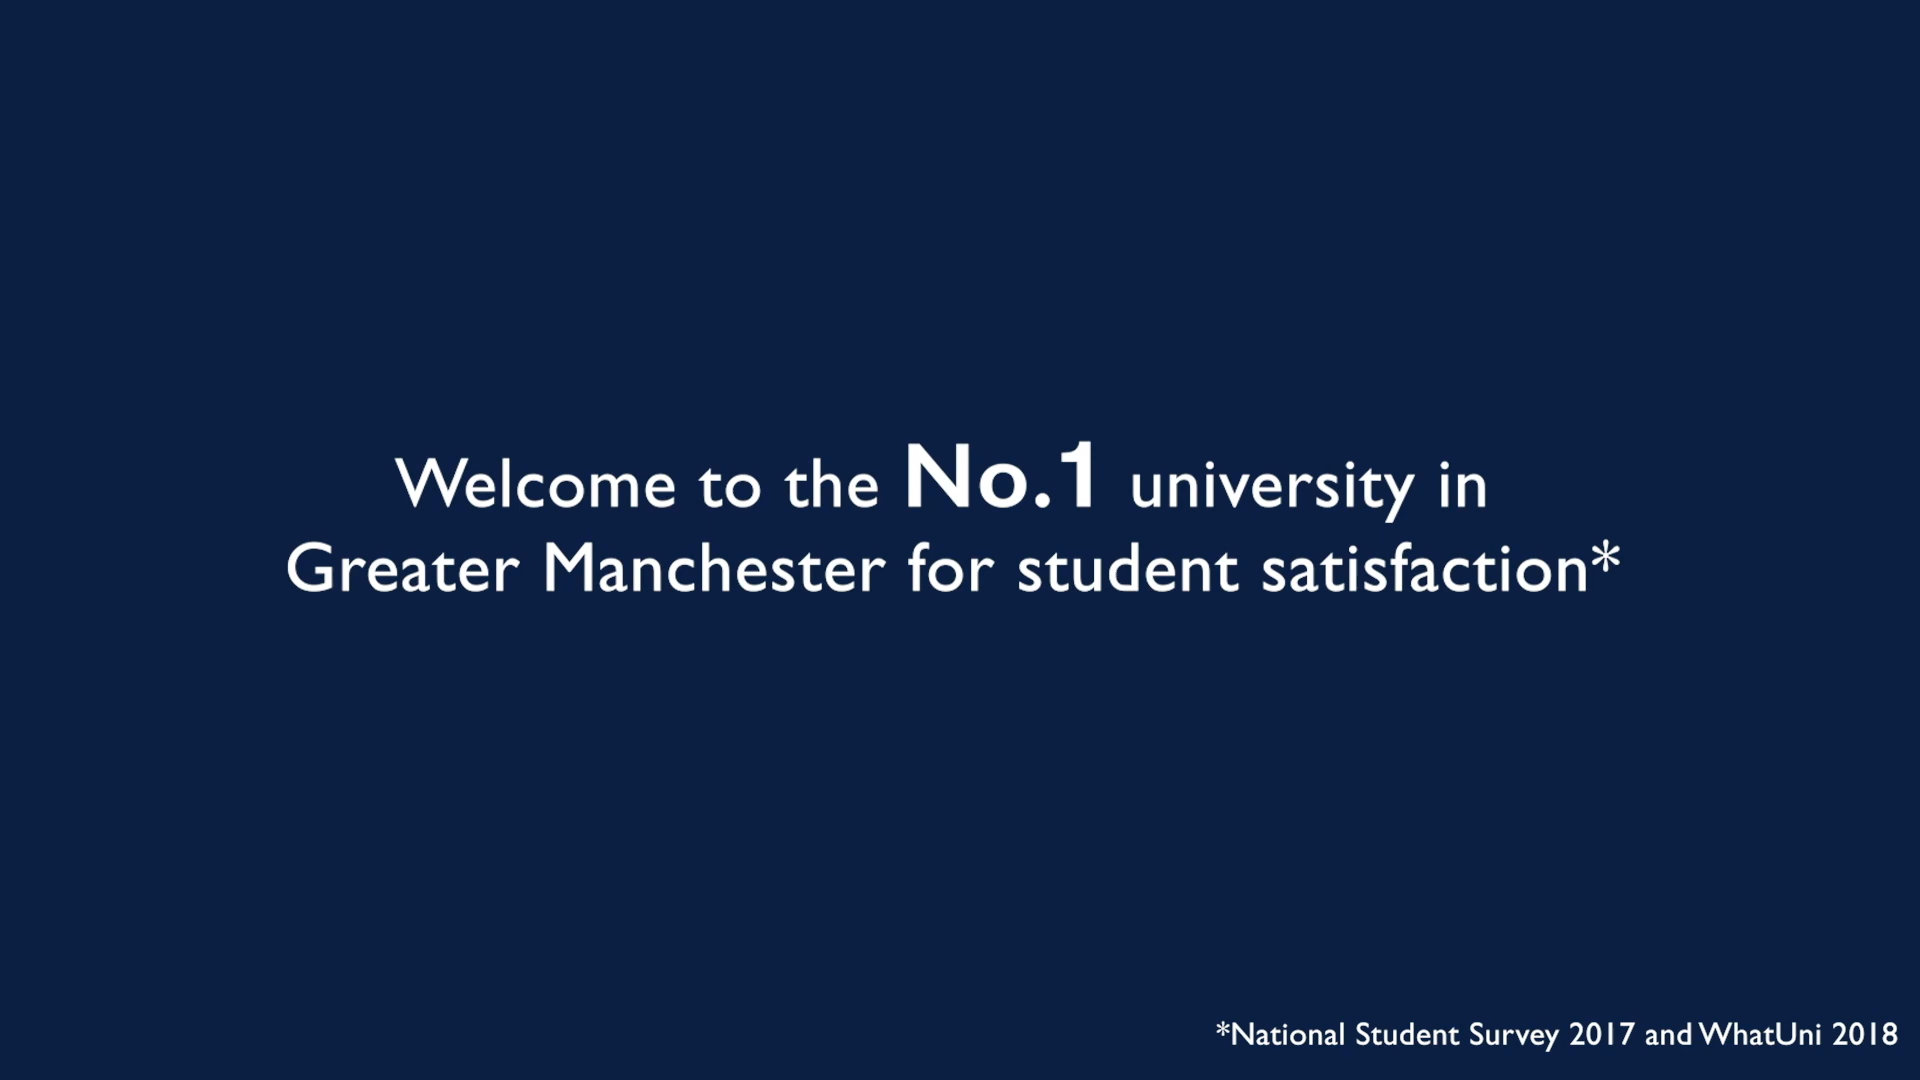 Welcome to the No.1 university in
Greater Manchester for student satisfaction*
*National Student Survey 2017 and WhatUni 2018